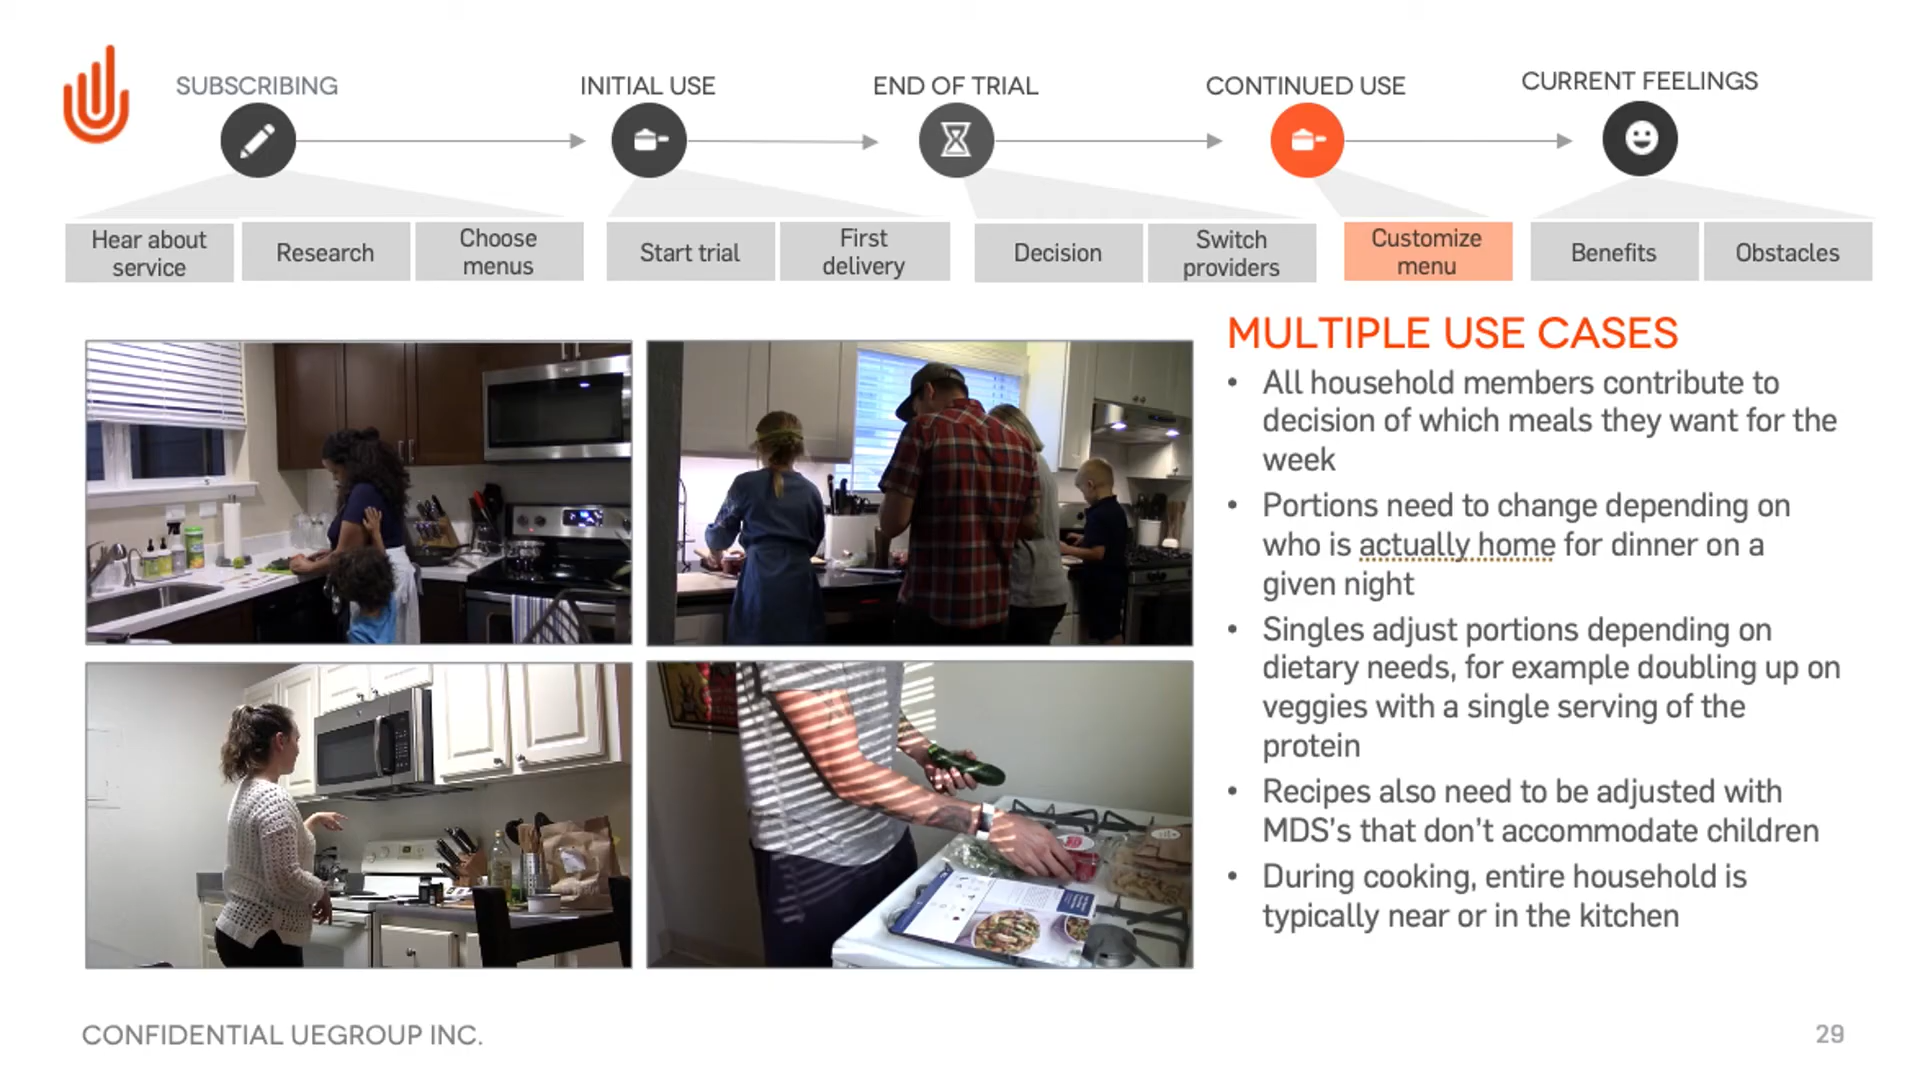 SUBSCRIBING
INITIAL USE
END OF TRIAL
CONTINUED USE
CURRENT FEELINGS
Hear about
service
Research
Choose
menus
Start trial
First
delivery
Decision
Switch
providers
Customize
menu
Benefits
Obstacles
MULTIPLE USE CASES
• All household members contribute to
decision of which meals they want for the
week
• Portions need to change depending on
who is actually home for dinner on a
given night
• Singles adjust portions depending on
dietary needs, for example doubling up on
veggies with a single serving of the
protein
• Recipes also need to be adjusted with
MDS’s that don’t accommodate children
• During cooking, entire household is
typically near or in the kitchen
CONFIDENTIAL UEGROUP INC.
29